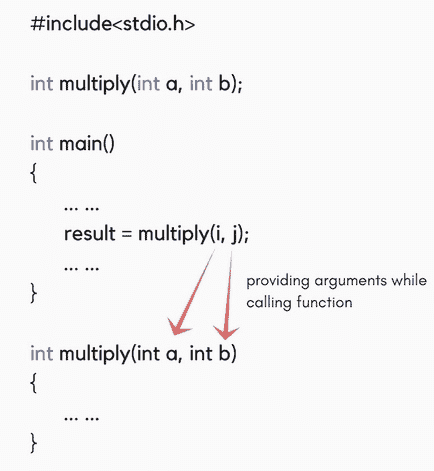 #include<stdio.h>
int multiply(int a, int b);
int main()
{
... ...
result = multiply(i, j);
... ...
}
providing arguments while
calling function
int multiply(int a, int b)
{
... ...
}